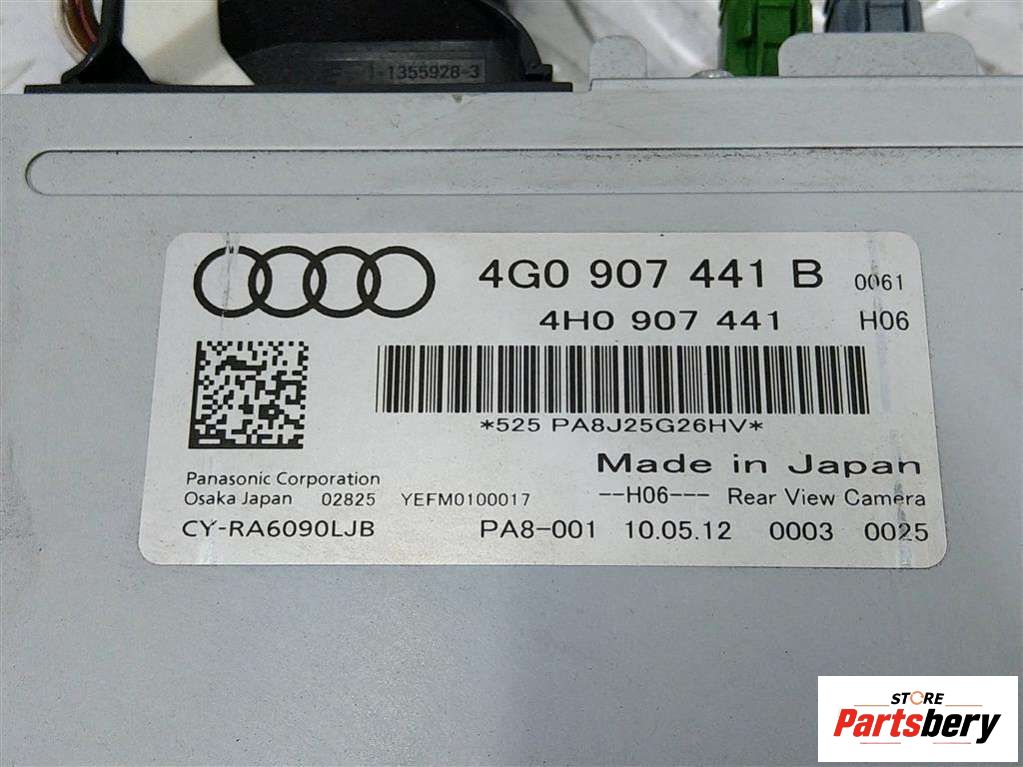 1-1355928-3
4G0 907 441 B 0061
4H0 907 441 H06
*525 PA8J25G26HV*
Made in Japan
Panasonic Corporation
Osaka Japan 02825 YEFM0100017 --H06--- Rear View Camera
CY-RA6090LJB PA8-001 10.05.12 0003 0025
STORE
Partsbery